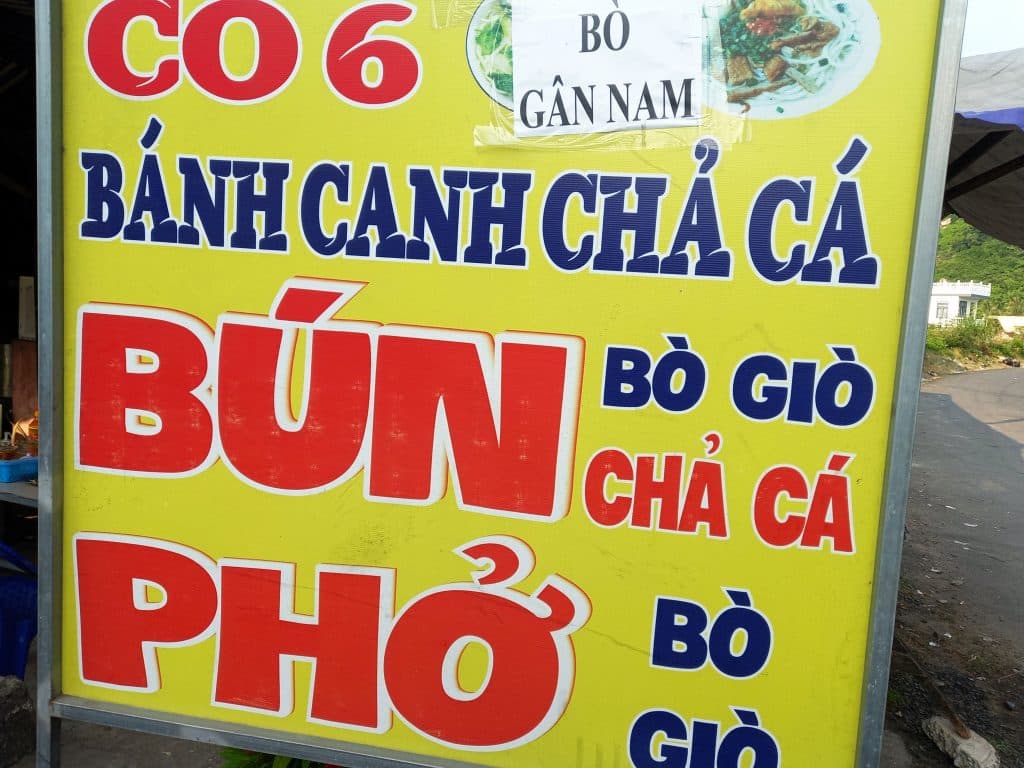 CO 6
BÒ
GÂN NAM
BÁNH CANH CHẢ CÁ
BÚN
BÒ GIÒ
CHẢ CÁ
PHỞ
BÒ
GIÒ